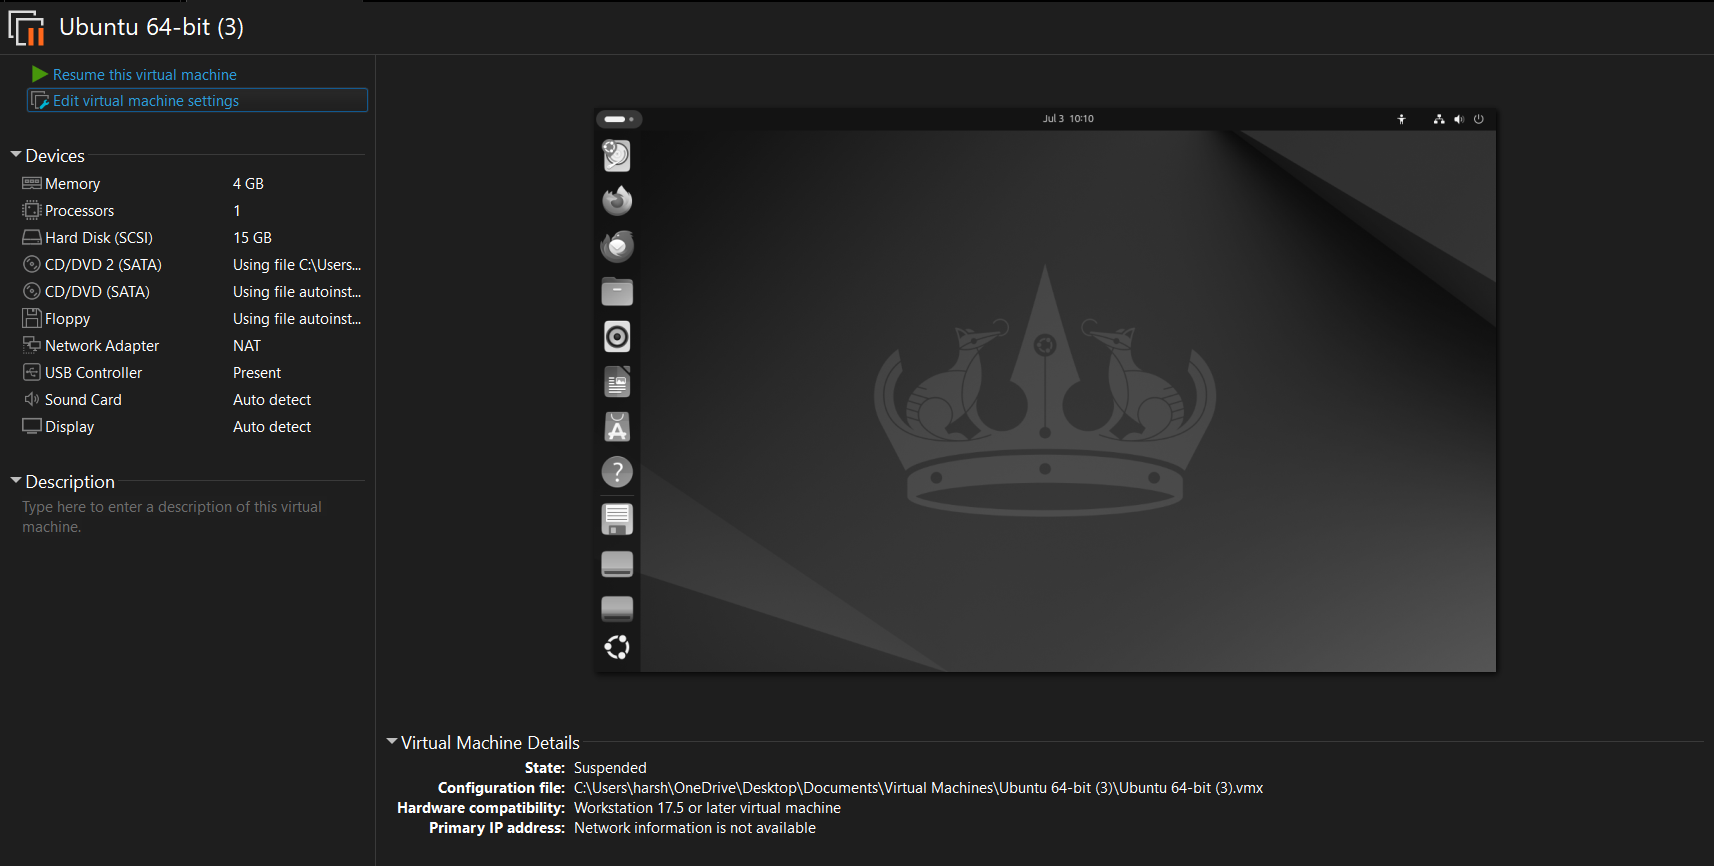 Ubuntu 64-bit (3)
Resume this virtual machine
Edit virtual machine settings
Devices
Memory 4 GB
Processors 1
Hard Disk (SCSI) 15 GB
CD/DVD 2 (SATA) Using file C:\Users...
CD/DVD (SATA) Using file autoinst...
Floppy Using file autoinst...
Network Adapter NAT
USB Controller Present
Sound Card Auto detect
Display Auto detect
Description
Type here to enter a description of this virtual
machine.
Jul 3 10:10
Virtual Machine Details
State: Suspended
Configuration file: C:\Users\harsh\OneDrive\Desktop\Documents\Virtual Machines\Ubuntu 64-bit (3)\Ubuntu 64-bit (3).vmx
Hardware compatibility: Workstation 17.5 or later virtual machine
Primary IP address: Network information is not available